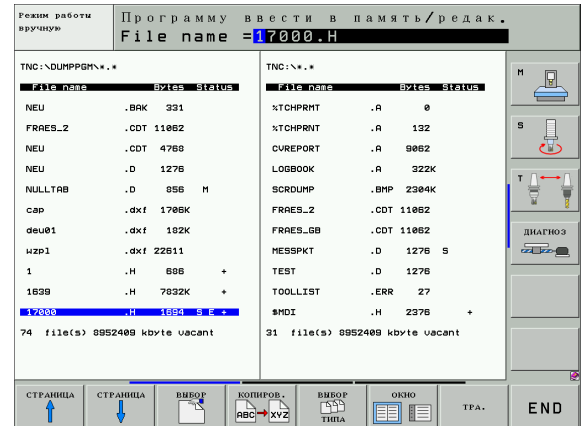 Режим работы
вручную
Программу ввести в память/редак.
File name =17000.H
TNC:\DUMPPGM\*.*
File name Bytes Status
NEU .BAK 331
FRAES_2 .CDT 11062
NEU .CDT 4768
NEU .D 1276
NULLTAB .D 856 M
cap .dxf 1706K
deu01 .dxf 182K
wzpl .dxf 22611
1 .H 686 +
1639 .H 7832K +
17000 .H 1694 S E +
74 file(s) 8952409 kbyte vacant
TNC:\*.*
File name Bytes Status
%TCHPRMT .A 0
%TCHPRNT .A 132
CVREPORT .A 9062
LOGBOOK .A 322K
SCRDUMP .BMP 2304K
FRAES_2 .CDT 11062
FRAES_GB .CDT 11062
MESSPKT .D 1276 S
TEST .D 1276
TOOLLIST .ERR 27
$MDI .H 2376 +
31 file(s) 8952409 kbyte vacant
M
S
T
ДИАГНОЗ
СТРАНИЦА
СТРАНИЦА
ВЫБОР
КОПИРОВ.
ABC XYZ
ВЫБОР
ТИПА
ОКНО
ТРА.
END